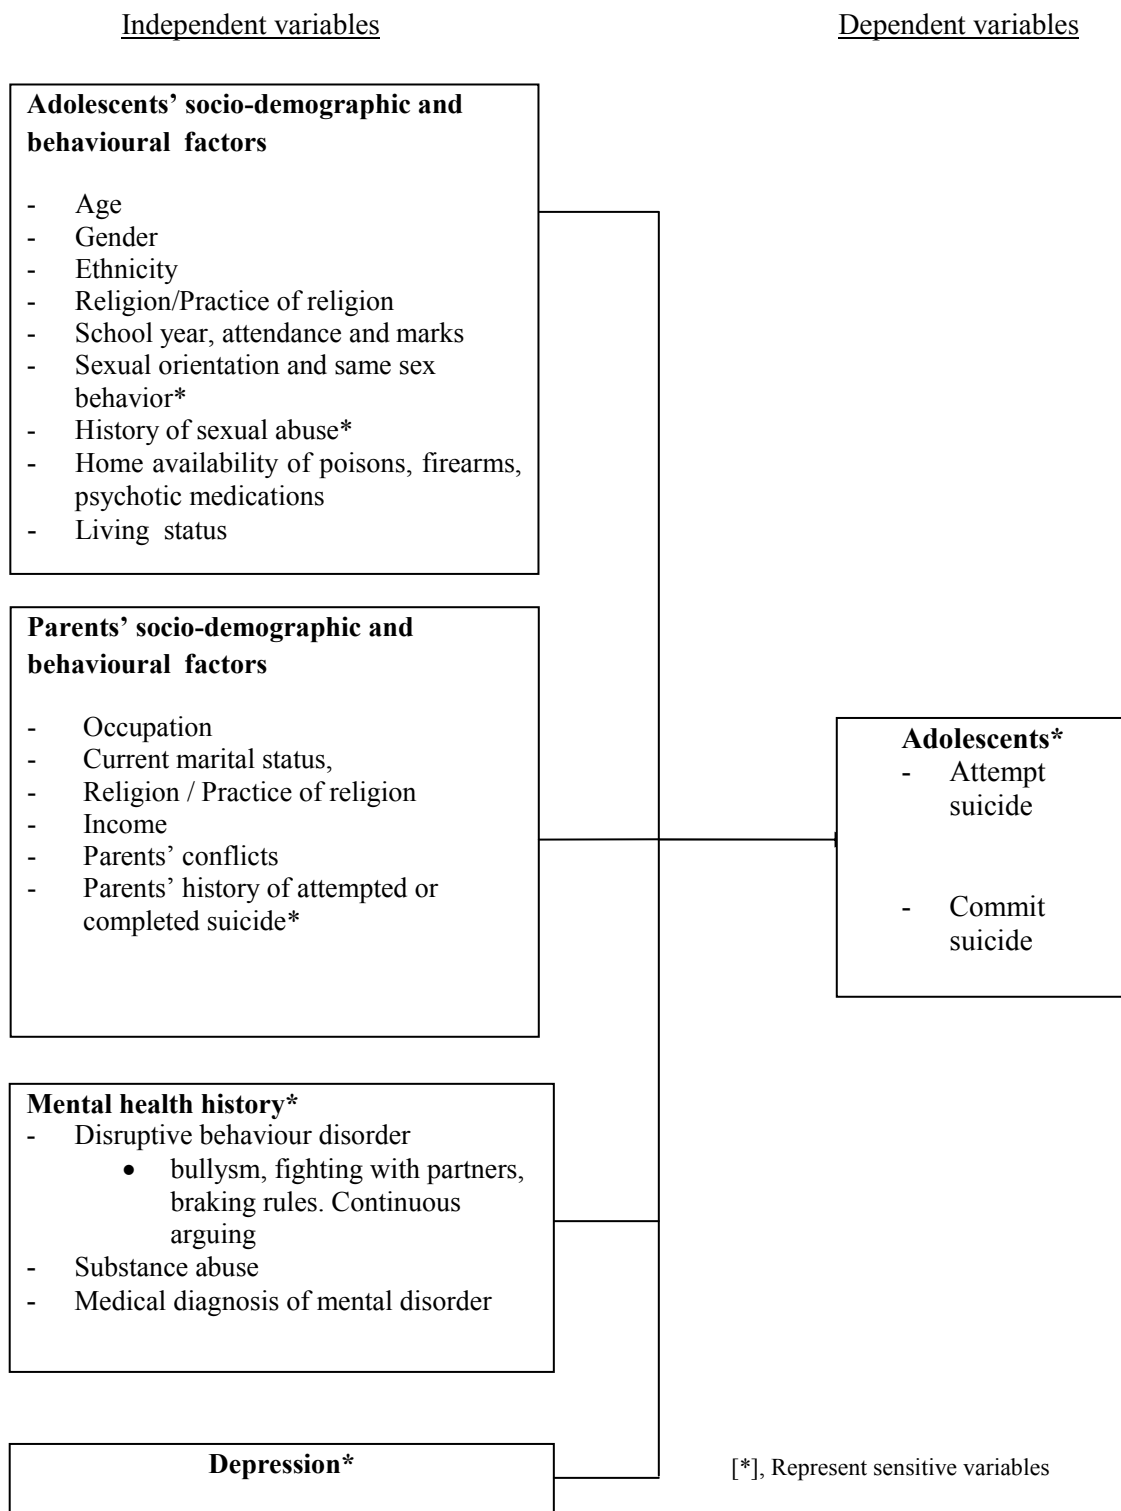 Independent variables
Dependent variables
Adolescents’ socio-demographic and
behavioural factors
- Age
- Gender
- Ethnicity
- Religion/Practice of religion
- School year, attendance and marks
- Sexual orientation and same sex
behavior*
- History of sexual abuse*
- Home availability of poisons, firearms,
psychotic medications
- Living status
Parents’ socio-demographic and
behavioural factors
- Occupation
- Current marital status,
- Religion / Practice of religion
- Income
- Parents’ conflicts
- Parents’ history of attempted or
completed suicide*
Adolescents*
- Attempt
suicide
- Commit
suicide
Mental health history*
- Disruptive behaviour disorder
• bullysm, fighting with partners,
braking rules. Continuous
arguing
- Substance abuse
- Medical diagnosis of mental disorder
Depression*
[*], Represent sensitive variables